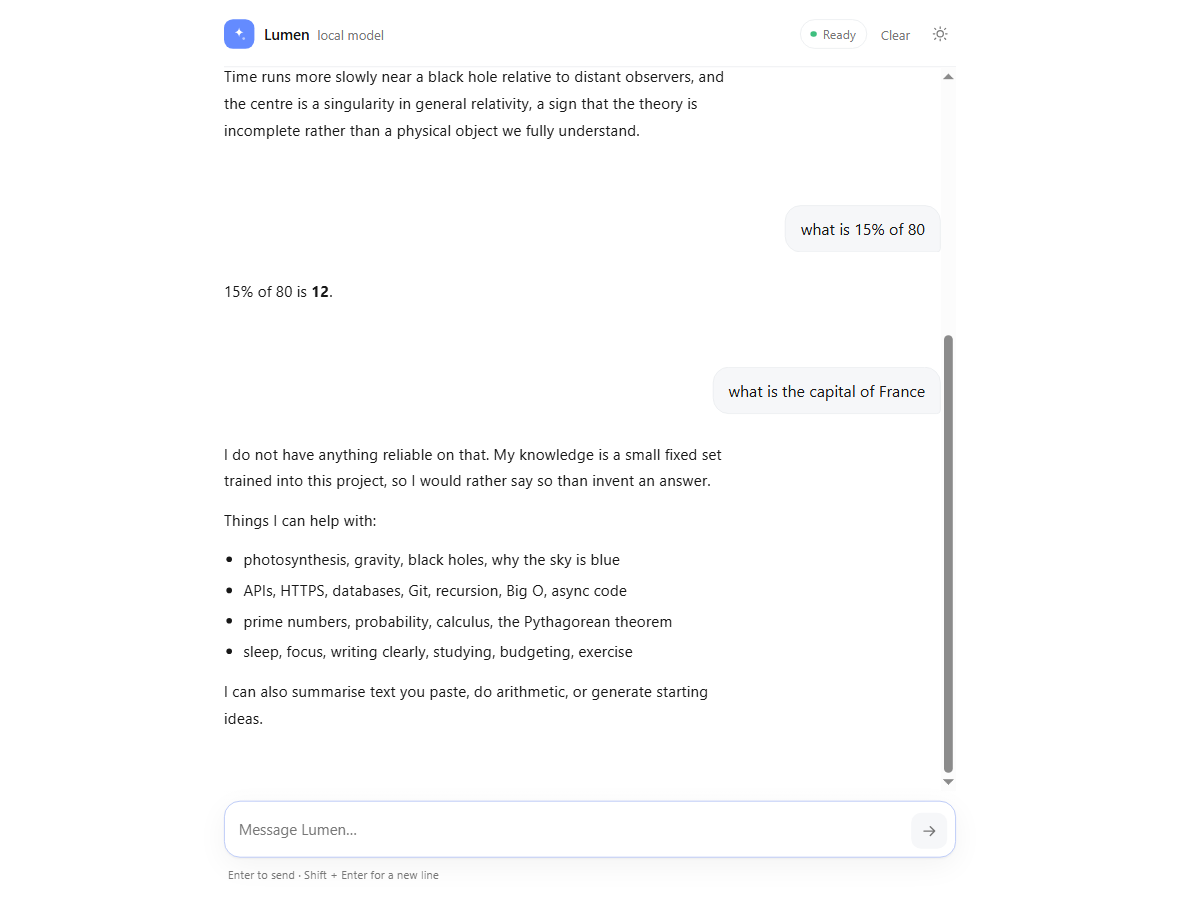 Lumen local model
Ready
Clear
Time runs more slowly near a black hole relative to distant observers, and
the centre is a singularity in general relativity, a sign that the theory is
incomplete rather than a physical object we fully understand.
what is 15% of 80
15% of 80 is 12.
what is the capital of France
I do not have anything reliable on that. My knowledge is a small fixed set
trained into this project, so I would rather say so than invent an answer.
Things I can help with:
• photosynthesis, gravity, black holes, why the sky is blue
• APIs, HTTPS, databases, Git, recursion, Big O, async code
• prime numbers, probability, calculus, the Pythagorean theorem
• sleep, focus, writing clearly, studying, budgeting, exercise
I can also summarise text you paste, do arithmetic, or generate starting
ideas.
Message Lumen...
Enter to send · Shift + Enter for a new line